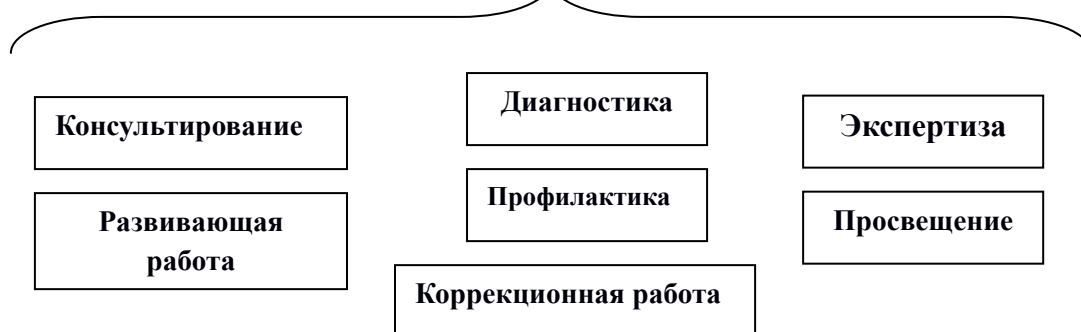 Консультирование
Диагностика
Экспертиза
Развивающая
работа
Профилактика
Просвещение
Коррекционная работа